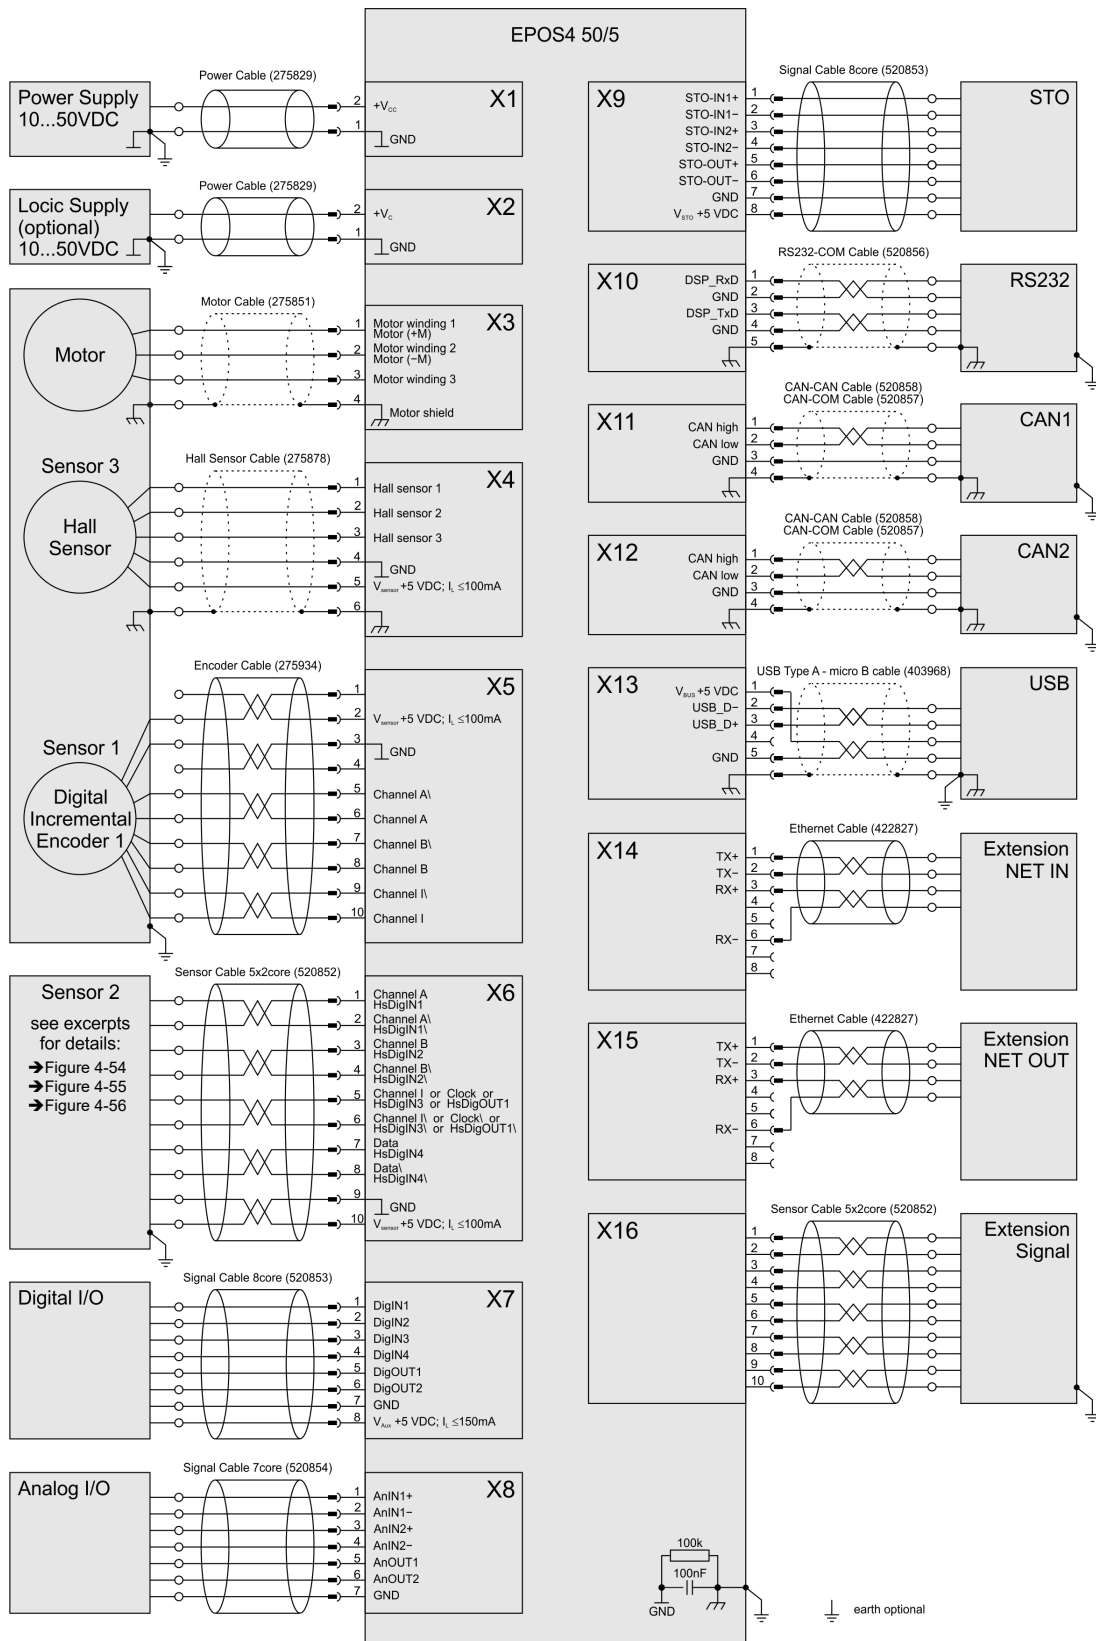 EPOS4 50/5
Power Cable (275829)
Power Supply
10...50VDC
2
+Vcc
1
GND
X1
Power Cable (275829)
Locic Supply
(optional)
10...50VDC
2
+Vc
1
GND
X2
Motor Cable (275851)
Motor
1
Motor winding 1
Motor (+M)
2
Motor winding 2
Motor (−M)
3
Motor winding 3
4
Motor shield
X3
Sensor 3
Hall Sensor Cable (275878)
Hall
Sensor
1
Hall sensor 1
2
Hall sensor 2
3
Hall sensor 3
4
GND
5
Vsensor +5 VDC; IL ≤100mA
6
X4
Encoder Cable (275934)
Sensor 1
Digital
Incremental
Encoder 1
1
2
Vsensor +5 VDC; IL ≤100mA
3
GND
4
5
Channel A\
6
Channel A
7
Channel B\
8
Channel B
9
Channel I\
10
Channel I
X5
Sensor Cable 5x2core (520852)
Sensor 2
see excerpts
for details:
➔Figure 4-54
➔Figure 4-55
➔Figure 4-56
1
Channel A
HsDigIN1
2
Channel A\
HsDigIN1\
3
Channel B
HsDigIN2
4
Channel B\
HsDigIN2\
5
Channel I or Clock or
HsDigIN3 or HsDigOUT1
6
Channel I\ or Clock\ or
HsDigIN3\ or HsDigOUT1\
7
Data
HsDigIN4
8
Data\
HsDigIN4\
9
GND
10
Vsensor +5 VDC; IL ≤100mA
X6
Signal Cable 8core (520853)
Digital I/O
1
DigIN1
2
DigIN2
3
DigIN3
4
DigIN4
5
DigOUT1
6
DigOUT2
7
GND
8
VAux +5 VDC; IL ≤150mA
X7
Signal Cable 7core (520854)
Analog I/O
1
AnIN1+
2
AnIN1−
3
AnIN2+
4
AnIN2−
5
AnOUT1
6
AnOUT2
7
GND
X8
Signal Cable 8core (520853)
X9
STO-IN1+
1
STO-IN1−
2
STO-IN2+
3
STO-IN2−
4
STO-OUT+
5
STO-OUT−
6
GND
7
VSTO +5 VDC
8
STO
RS232-COM Cable (520856)
X10
DSP_RxD
1
GND
2
DSP_TxD
3
GND
4
5
RS232
CAN-CAN Cable (520858)
CAN-COM Cable (520857)
X11
CAN high
1
CAN low
2
GND
3
4
CAN1
CAN-CAN Cable (520858)
CAN-COM Cable (520857)
X12
CAN high
1
CAN low
2
GND
3
4
CAN2
USB Type A - micro B cable (403968)
X13
VBUS +5 VDC
1
USB_D−
2
USB_D+
3
4
GND
5
USB
Ethernet Cable (422827)
X14
TX+
1
TX−
2
RX+
3
4
5
RX−
6
7
8
Extension
NET IN
Ethernet Cable (422827)
X15
TX+
1
TX−
2
RX+
3
4
5
RX−
6
7
8
Extension
NET OUT
Sensor Cable 5x2core (520852)
X16
1
2
3
4
5
6
7
8
9
10
Extension
Signal
100k
100nF
GND
earth optional